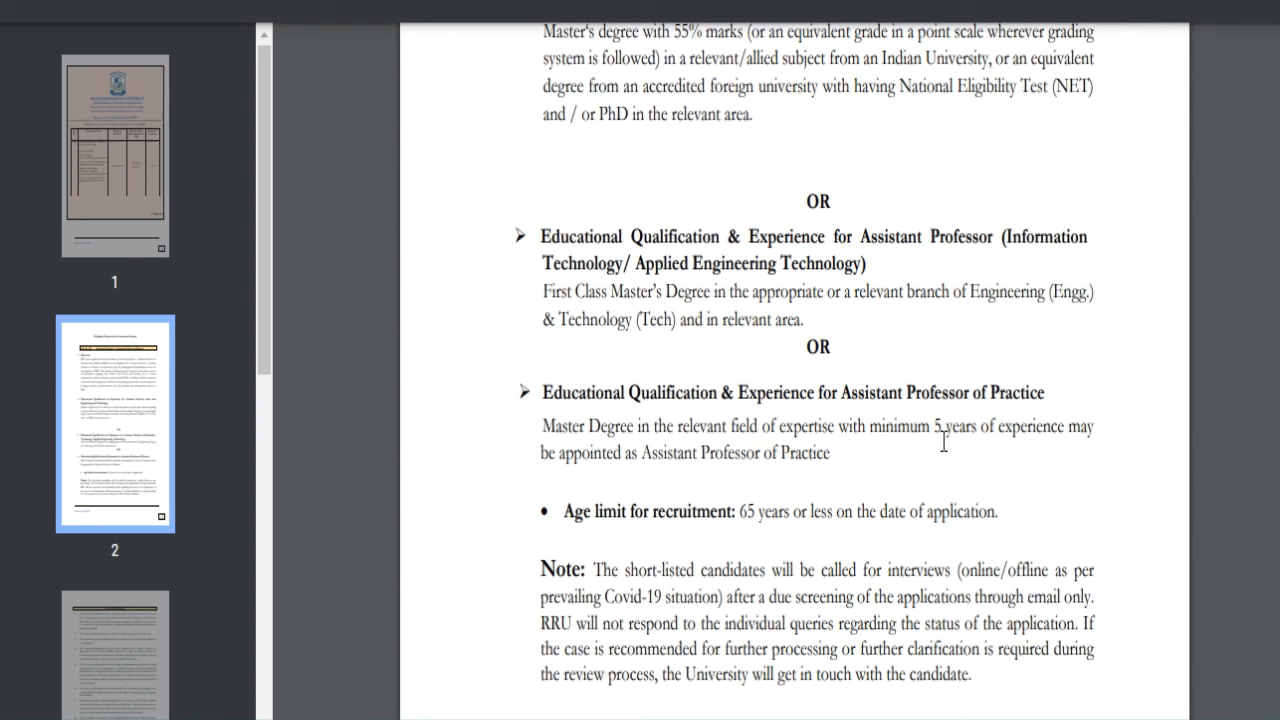 Master's degree with 55% marks (or an equivalent grade in a point scale wherever grading
system is followed) in a relevant/allied subject from an Indian University, or an equivalent
degree from an accredited foreign university with having National Eligibility Test (NET)
and / or PhD in the relevant area.
OR
➢ Educational Qualification & Experience for Assistant Professor (Information
Technology/ Applied Engineering Technology)
First Class Master's Degree in the appropriate or a relevant branch of Engineering (Engg.)
& Technology (Tech) and in relevant area.
OR
➢ Educational Qualification & Experience for Assistant Professor of Practice
Master Degree in the relevant field of expertise with minimum 5 years of experience may
be appointed as Assistant Professor of Practice
• Age limit for recruitment: 65 years or less on the date of application.
Note: The short-listed candidates will be called for interviews (online/offline as per
prevailing Covid-19 situation) after a due screening of the applications through email only.
RRU will not respond to the individual queries regarding the status of the application. If
the case is recommended for further processing or further clarification is required during
the review process, the University will get in touch with the candidate.
1
2